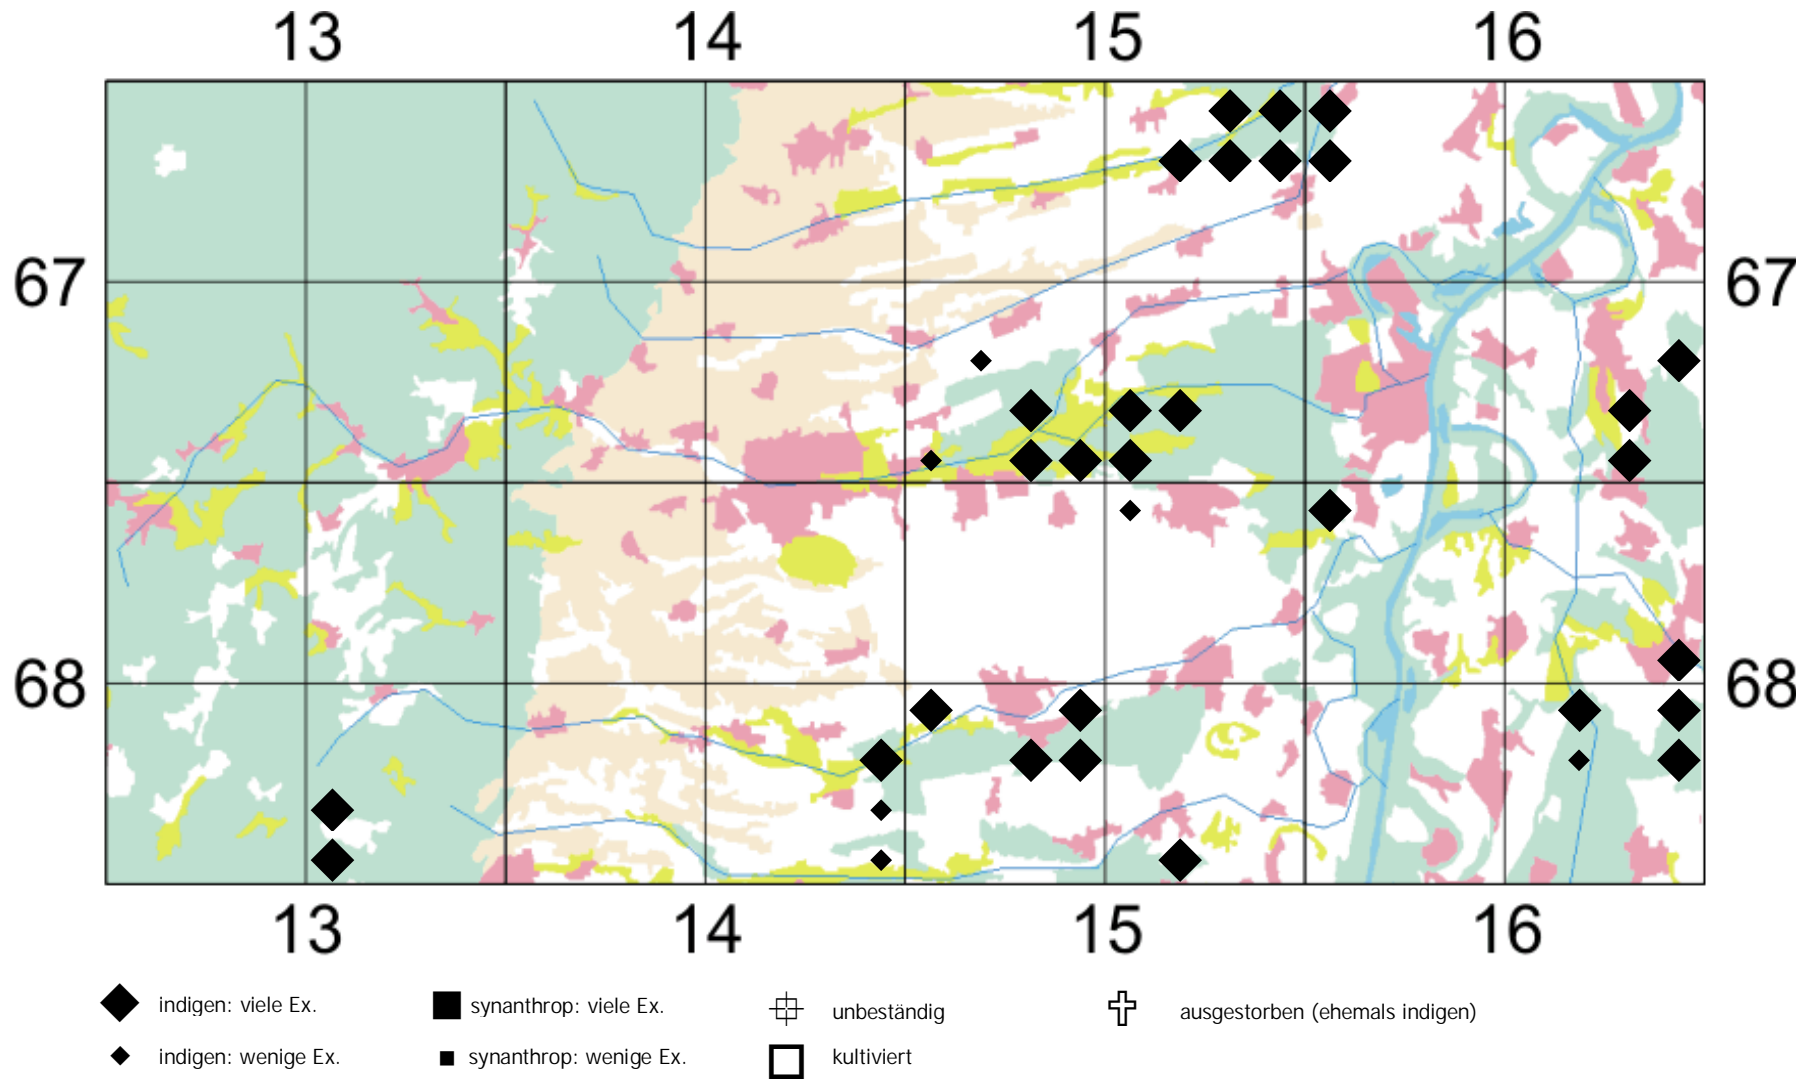 13 14 15 16
67 67
68 68
13 14 15 16
indigen: viele Ex. synanthrop: viele Ex. unbeständig ausgestorben (ehemals indigen)
indigen: wenige Ex. synanthrop: wenige Ex. kultiviert